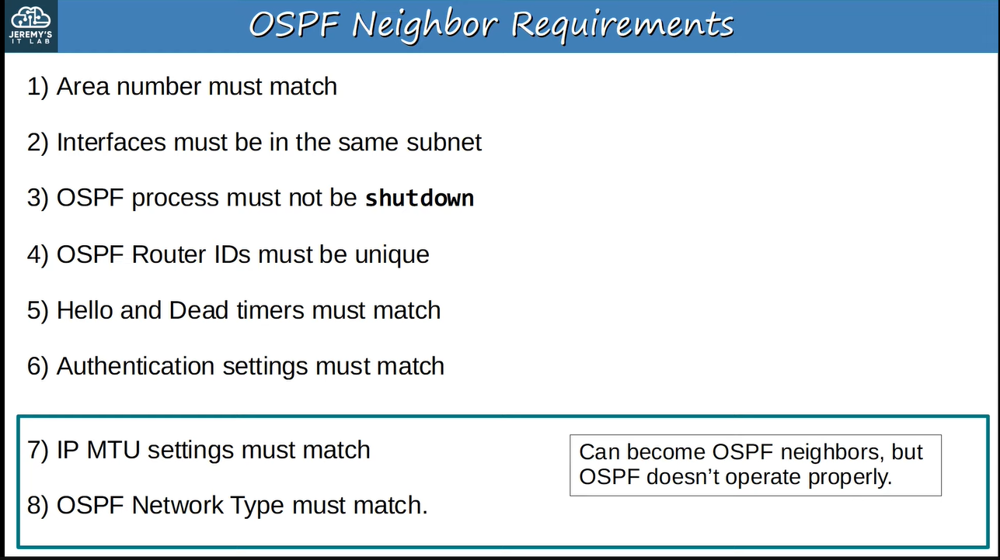 JEREMY'S
IT LAB
OSPF Neighbor Requirements
1) Area number must match
2) Interfaces must be in the same subnet
3) OSPF process must not be shutdown
4) OSPF Router IDs must be unique
5) Hello and Dead timers must match
6) Authentication settings must match
7) IP MTU settings must match
8) OSPF Network Type must match.
Can become OSPF neighbors, but
OSPF doesn’t operate properly.